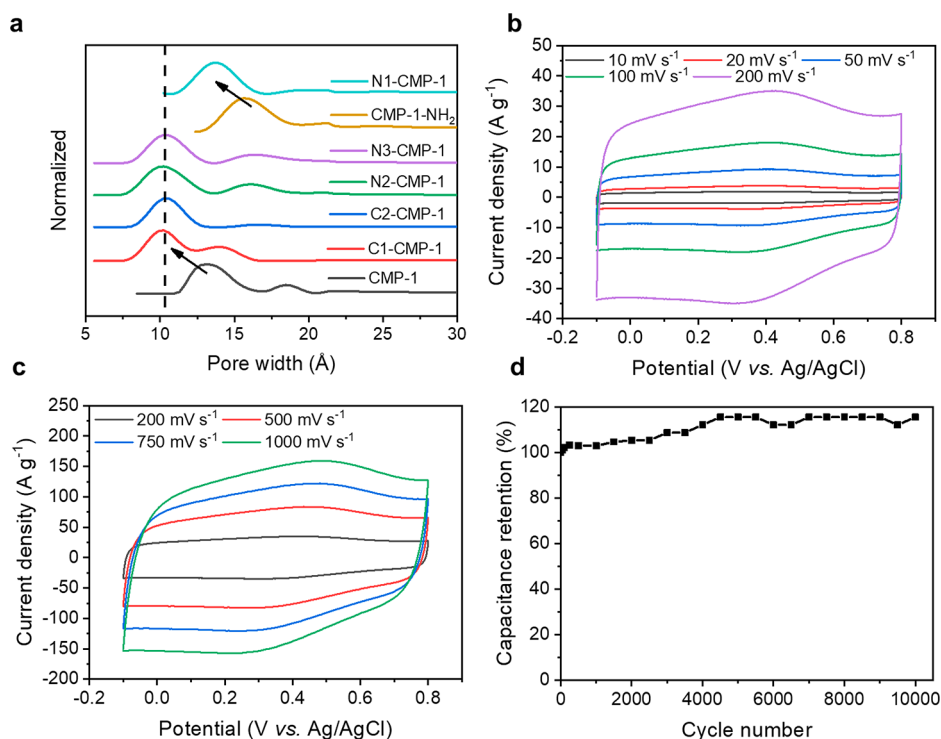 a
Normalized
N1-CMP-1
CMP-1-NH₂
N3-CMP-1
N2-CMP-1
C2-CMP-1
C1-CMP-1
CMP-1
5 10 15 20 25 30
Pore width (Å)
b
Current density (A g⁻¹)
50
40
30
20
10
0
-10
-20
-30
-40
10 mV s⁻¹ 20 mV s⁻¹ 50 mV s⁻¹
100 mV s⁻¹ 200 mV s⁻¹
-0.2 0.0 0.2 0.4 0.6 0.8
Potential (V vs. Ag/AgCl)
c
Current density (A g⁻¹)
250
200
150
100
50
0
-50
-100
-150
-200
200 mV s⁻¹ 500 mV s⁻¹
750 mV s⁻¹ 1000 mV s⁻¹
-0.2 0.0 0.2 0.4 0.6 0.8
Potential (V vs. Ag/AgCl)
d
Capacitance retention (%)
120
100
80
60
40
20
0
0 2000 4000 6000 8000 10000
Cycle number